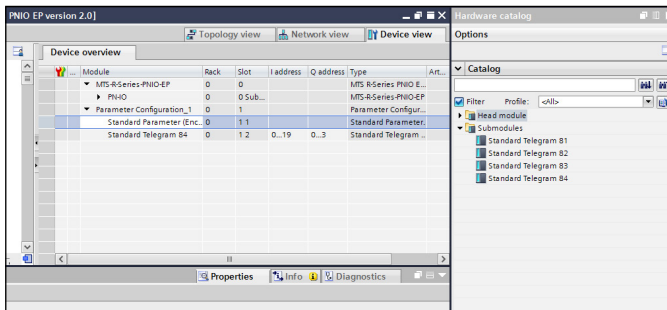 PNIO EP version 2.0]
Hardware catalog
Topology view
Network view
Device view
Options
Device overview
... Module Rack Slot I address Q address Type Art...
MTS-R-Series-PNIO-EP 0 0 MTS R-Series PNIO E...
PN-IO 0 0 Sub... MTS-R-Series-PNIO-EP
Parameter Configuration_1 0 1 Parameter Configur...
Standard Parameter (Enc... 0 1 1 Standard Parameter...
Standard Telegram 84 0 1 2 0...19 0...3 Standard Telegram ...
Catalog
Filter Profile: <All>
Head module
Submodules
Standard Telegram 81
Standard Telegram 82
Standard Telegram 83
Standard Telegram 84
Properties
Info
Diagnostics